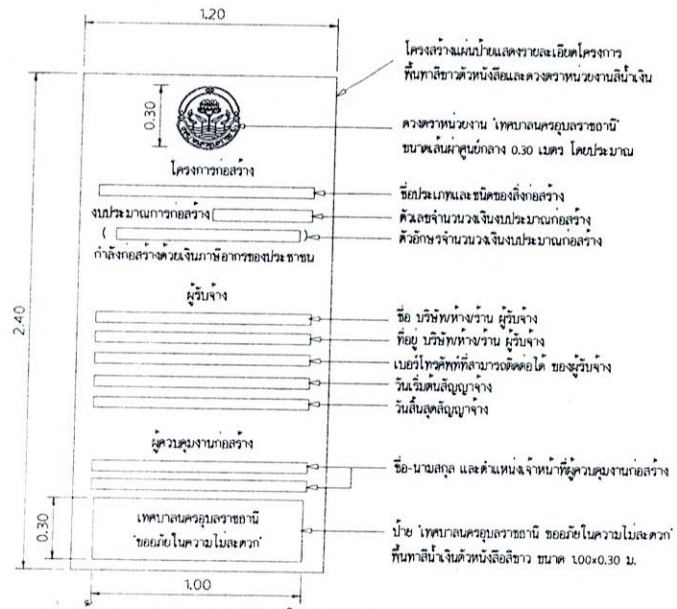 1.20
โครงสร้างแผ่นป้ายแสดงรายละเอียดโครงการ
พื้นทาสีขาวตัวหนังสือและดวงตราหน่วยงานสีน้ำเงิน
0.30
ดวงตราหน่วยงาน "เทศบาลนครอุบลราชธานี"
ขนาดเส้นผ่าศูนย์กลาง 0.30 เมตร โดยประมาณ
โครงการก่อสร้าง
ชื่อประเภทและชนิดของสิ่งก่อสร้าง
งบประมาณการก่อสร้าง
ตัวเลขจำนวนวงเงินงบประมาณก่อสร้าง
( )
ตัวอักษรจำนวนวงเงินงบประมาณก่อสร้าง
กำลังก่อสร้างด้วยเงินภาษีอากรของประชาชน
2.40
ผู้รับจ้าง
ชื่อ บริษัท/ห้าง/ร้าน ผู้รับจ้าง
ที่อยู่ บริษัท/ห้าง/ร้าน ผู้รับจ้าง
เบอร์โทรศัพท์ที่สามารถติดต่อได้ ของผู้รับจ้าง
วันเริ่มต้นสัญญาจ้าง
วันสิ้นสุดสัญญาจ้าง
ผู้ควบคุมงานก่อสร้าง
ชื่อ-นามสกุล และตำแหน่งเจ้าหน้าที่ผู้ควบคุมงานก่อสร้าง
0.30
เทศบาลนครอุบลราชธานี
"ขออภัยในความไม่สะดวก"
ป้าย "เทศบาลนครอุบลราชธานี ขออภัยในความไม่สะดวก"
พื้นทาสีน้ำเงินตัวหนังสือสีขาว ขนาด 1.00x0.30 ม.
1.00